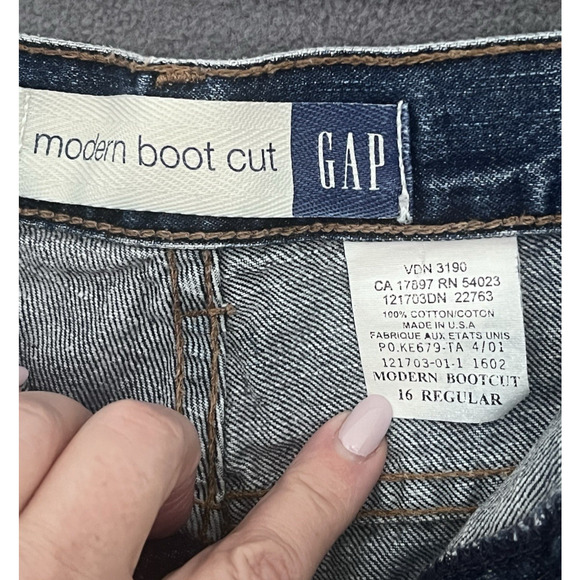 modern boot cut GAP
VDN 3190
CA 17897 RN 54023
121703DN 22763
100% COTTON/COTON
MADE IN U.S.A
FABRIQUE AUX ETATS UNIS
PO.KE679-TA 4/01
121703-01-1 1602
MODERN BOOTCUT
16 REGULAR